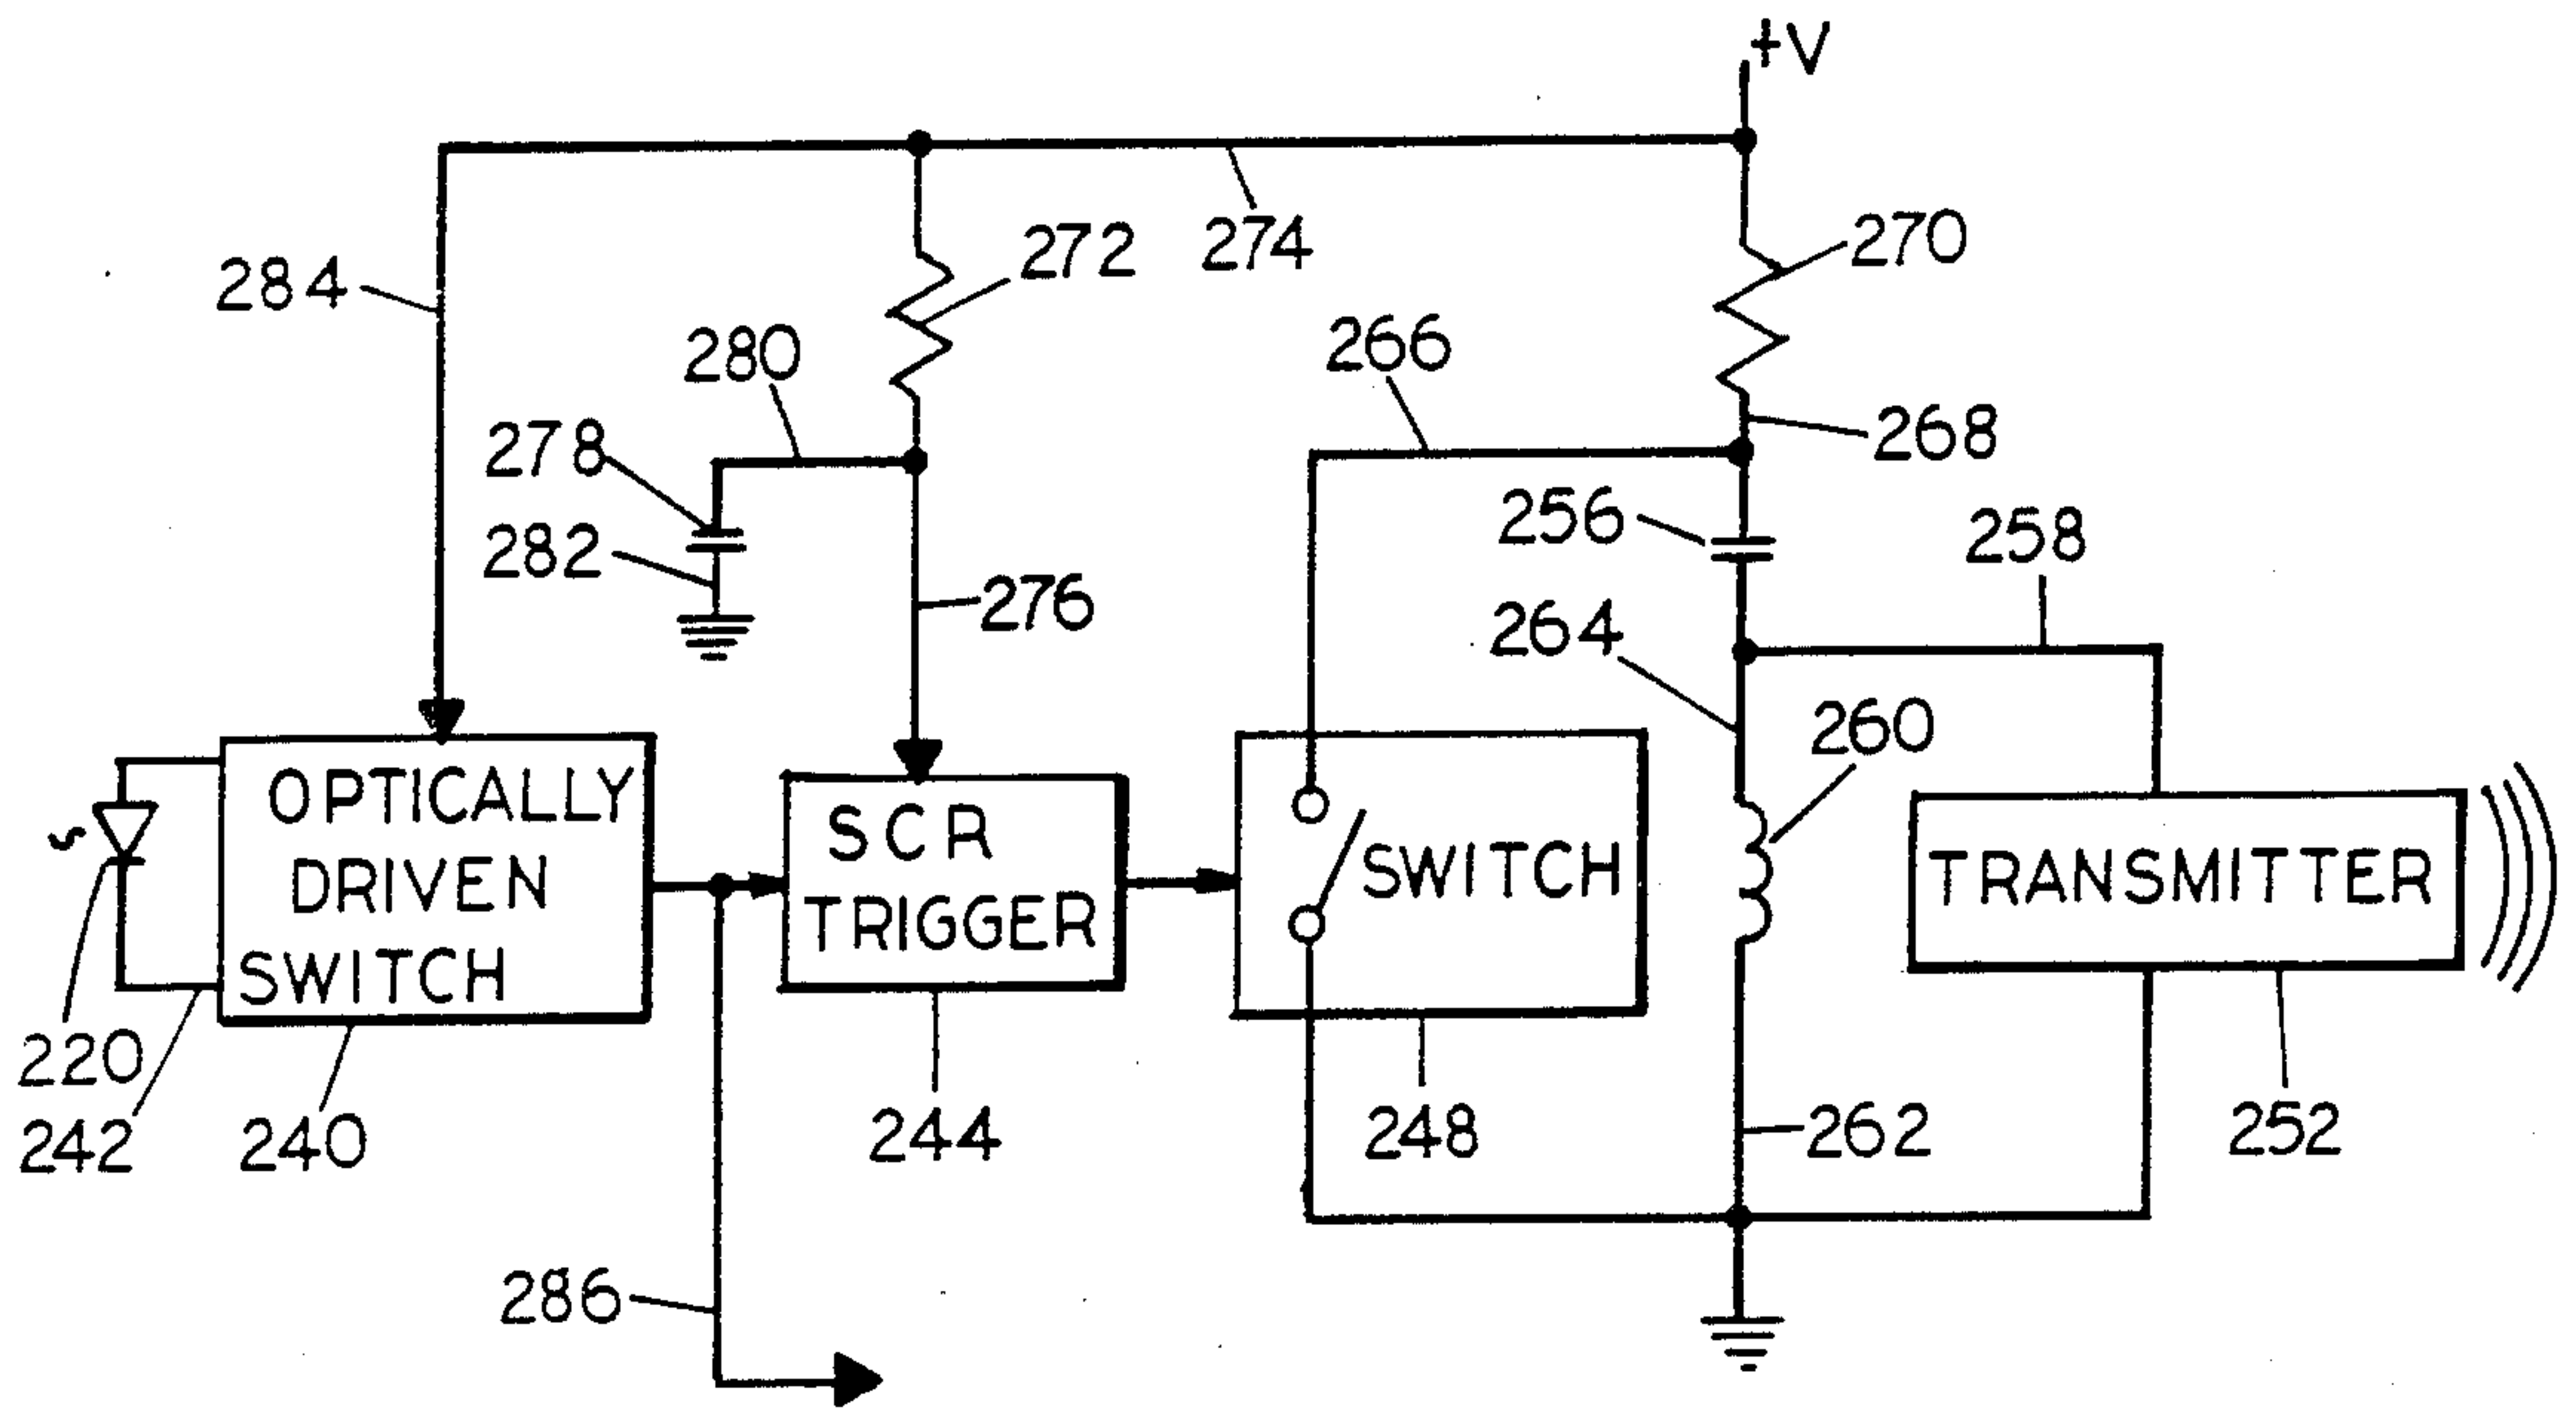 +V
274
270
272
284
280
266
268
278
256
258
282
276
264
260
OPTICALLY
DRIVEN
SWITCH
SCR
TRIGGER
SWITCH
TRANSMITTER
220
242
240
244
248
262
252
286